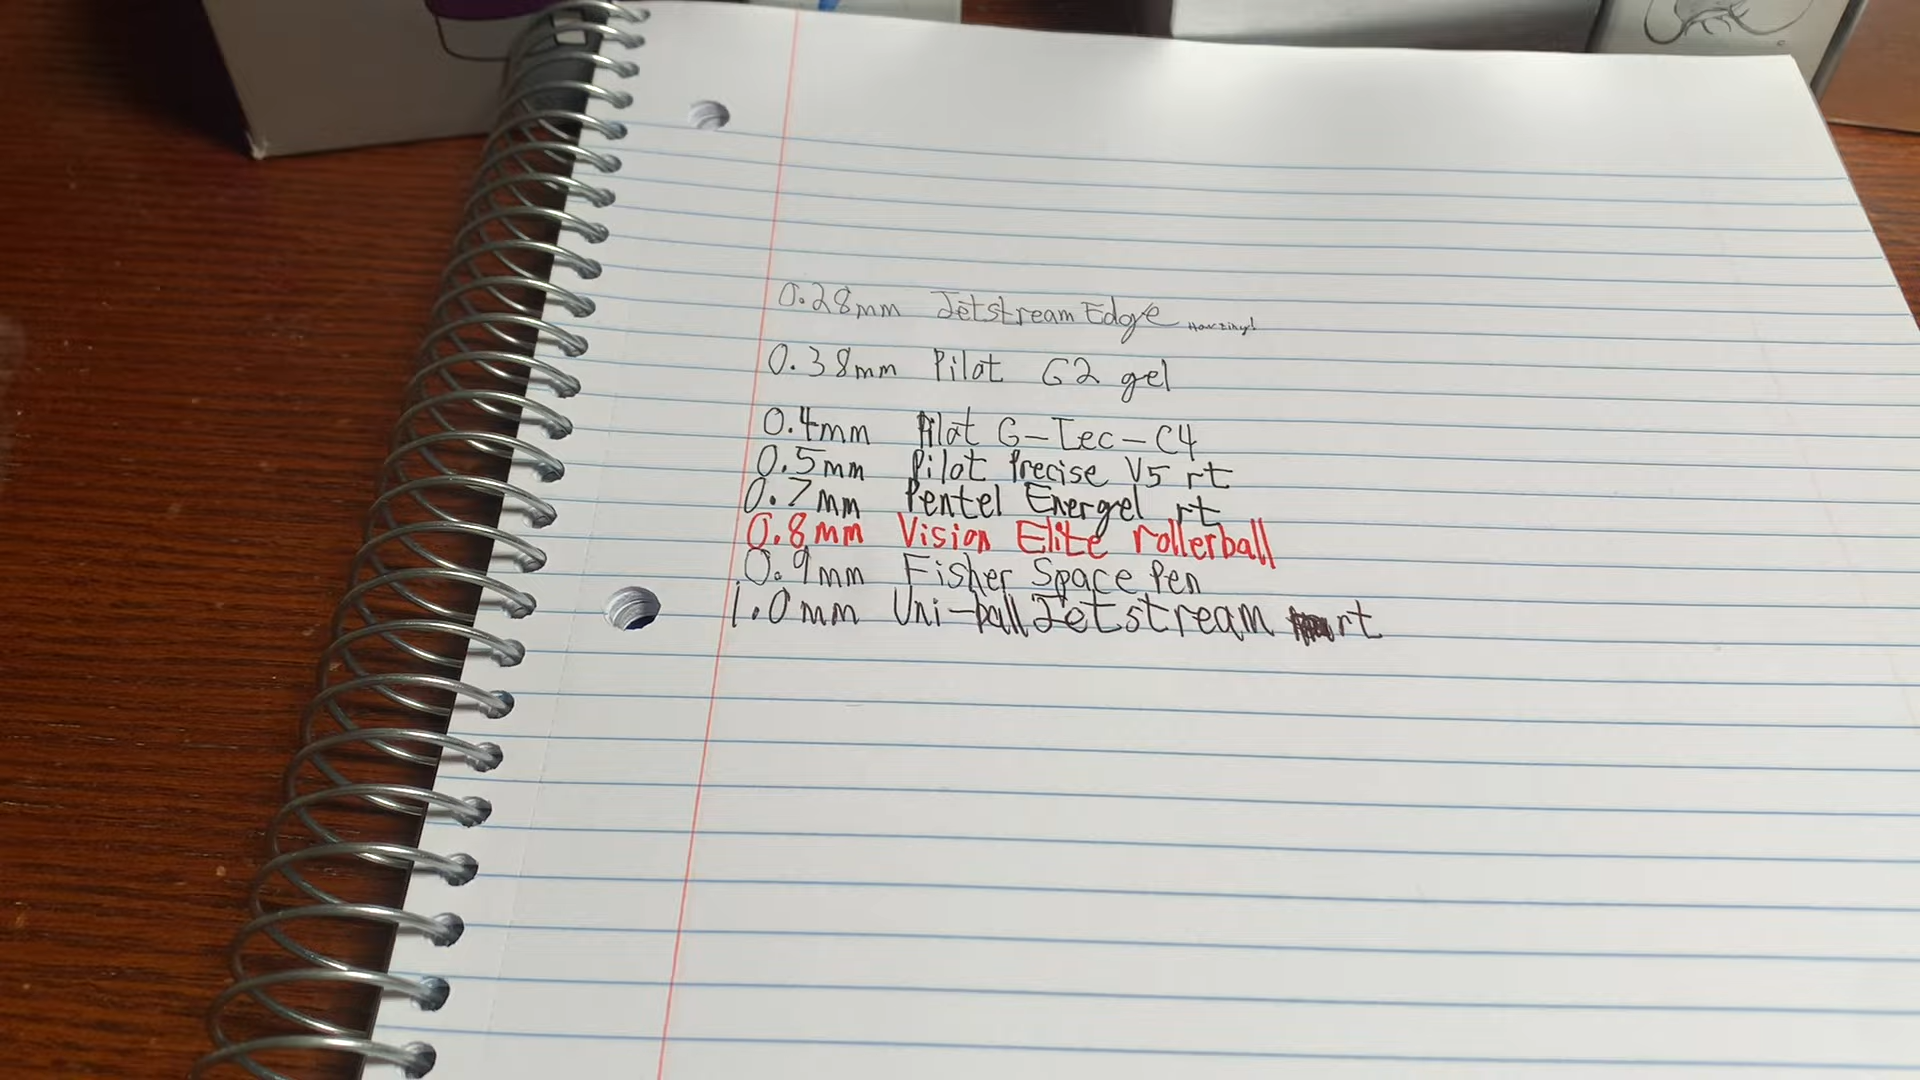 0.28mm Jetstream Edge How tiny!
0.38mm Pilot G2 gel
0.4mm Pilot G-Tec-C4
0.5mm Pilot Precise V5 rt
0.7mm Pentel Energel rt
0.8mm Vision Elite rollerball
0.9mm Fisher Space Pen
1.0mm Uni-ball Jetstream rt